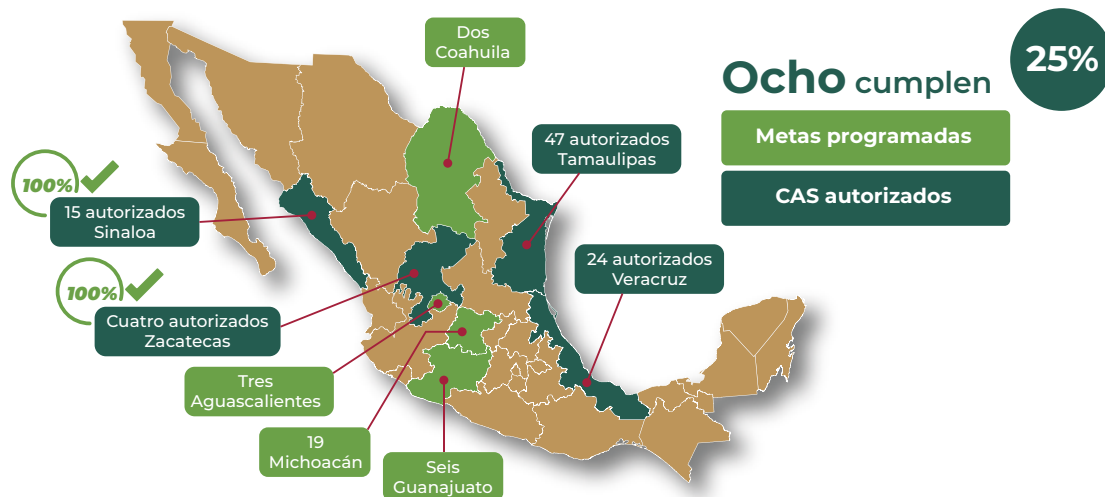 Dos
Coahuila
25%
Ocho cumplen
Metas programadas
CAS autorizados
47 autorizados
Tamaulipas
100%
15 autorizados
Sinaloa
24 autorizados
Veracruz
100%
Cuatro autorizados
Zacatecas
Tres
Aguascalientes
19
Michoacán
Seis
Guanajuato